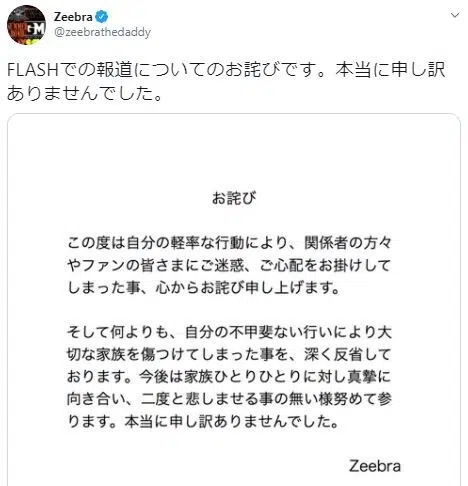 Zeebra
@zeebrathedaddy
FLASHでの報道についてのお詫びです。本当に申し訳
ありませんでした。
お詫び
この度は自分の軽率な行動により、関係者の方々
やファンの皆さまにご迷惑、ご心配をお掛けして
しまった事、心からお詫び申し上げます。
そして何よりも、自分の不甲斐ない行いにより大
切な家族を傷つけてしまった事を、深く反省して
おります。今後は家族ひとりひとりに対し真摯に
向き合い、二度と悲しませる事の無い様努めて参
ります。本当に申し訳ありませんでした。
Zeebra